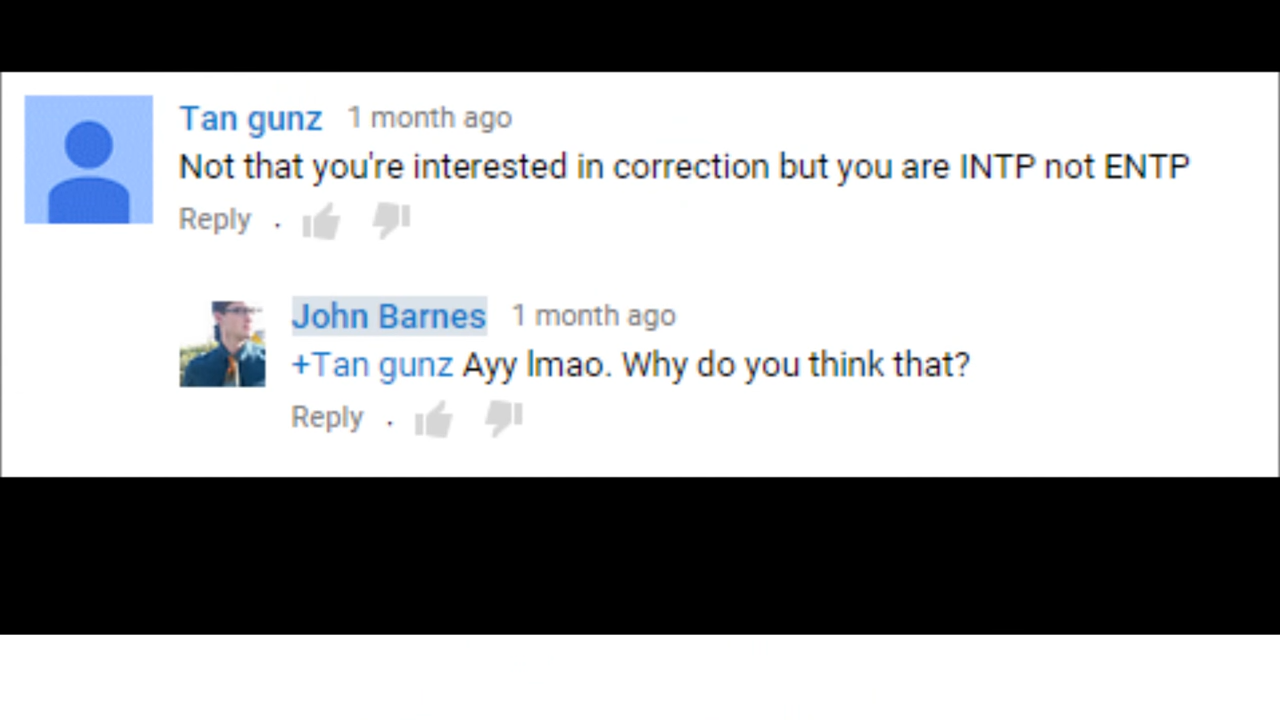 Tan gunz 1 month ago
Not that you're interested in correction but you are INTP not ENTP
Reply .
John Barnes 1 month ago
+Tan gunz Ayy lmao. Why do you think that?
Reply .